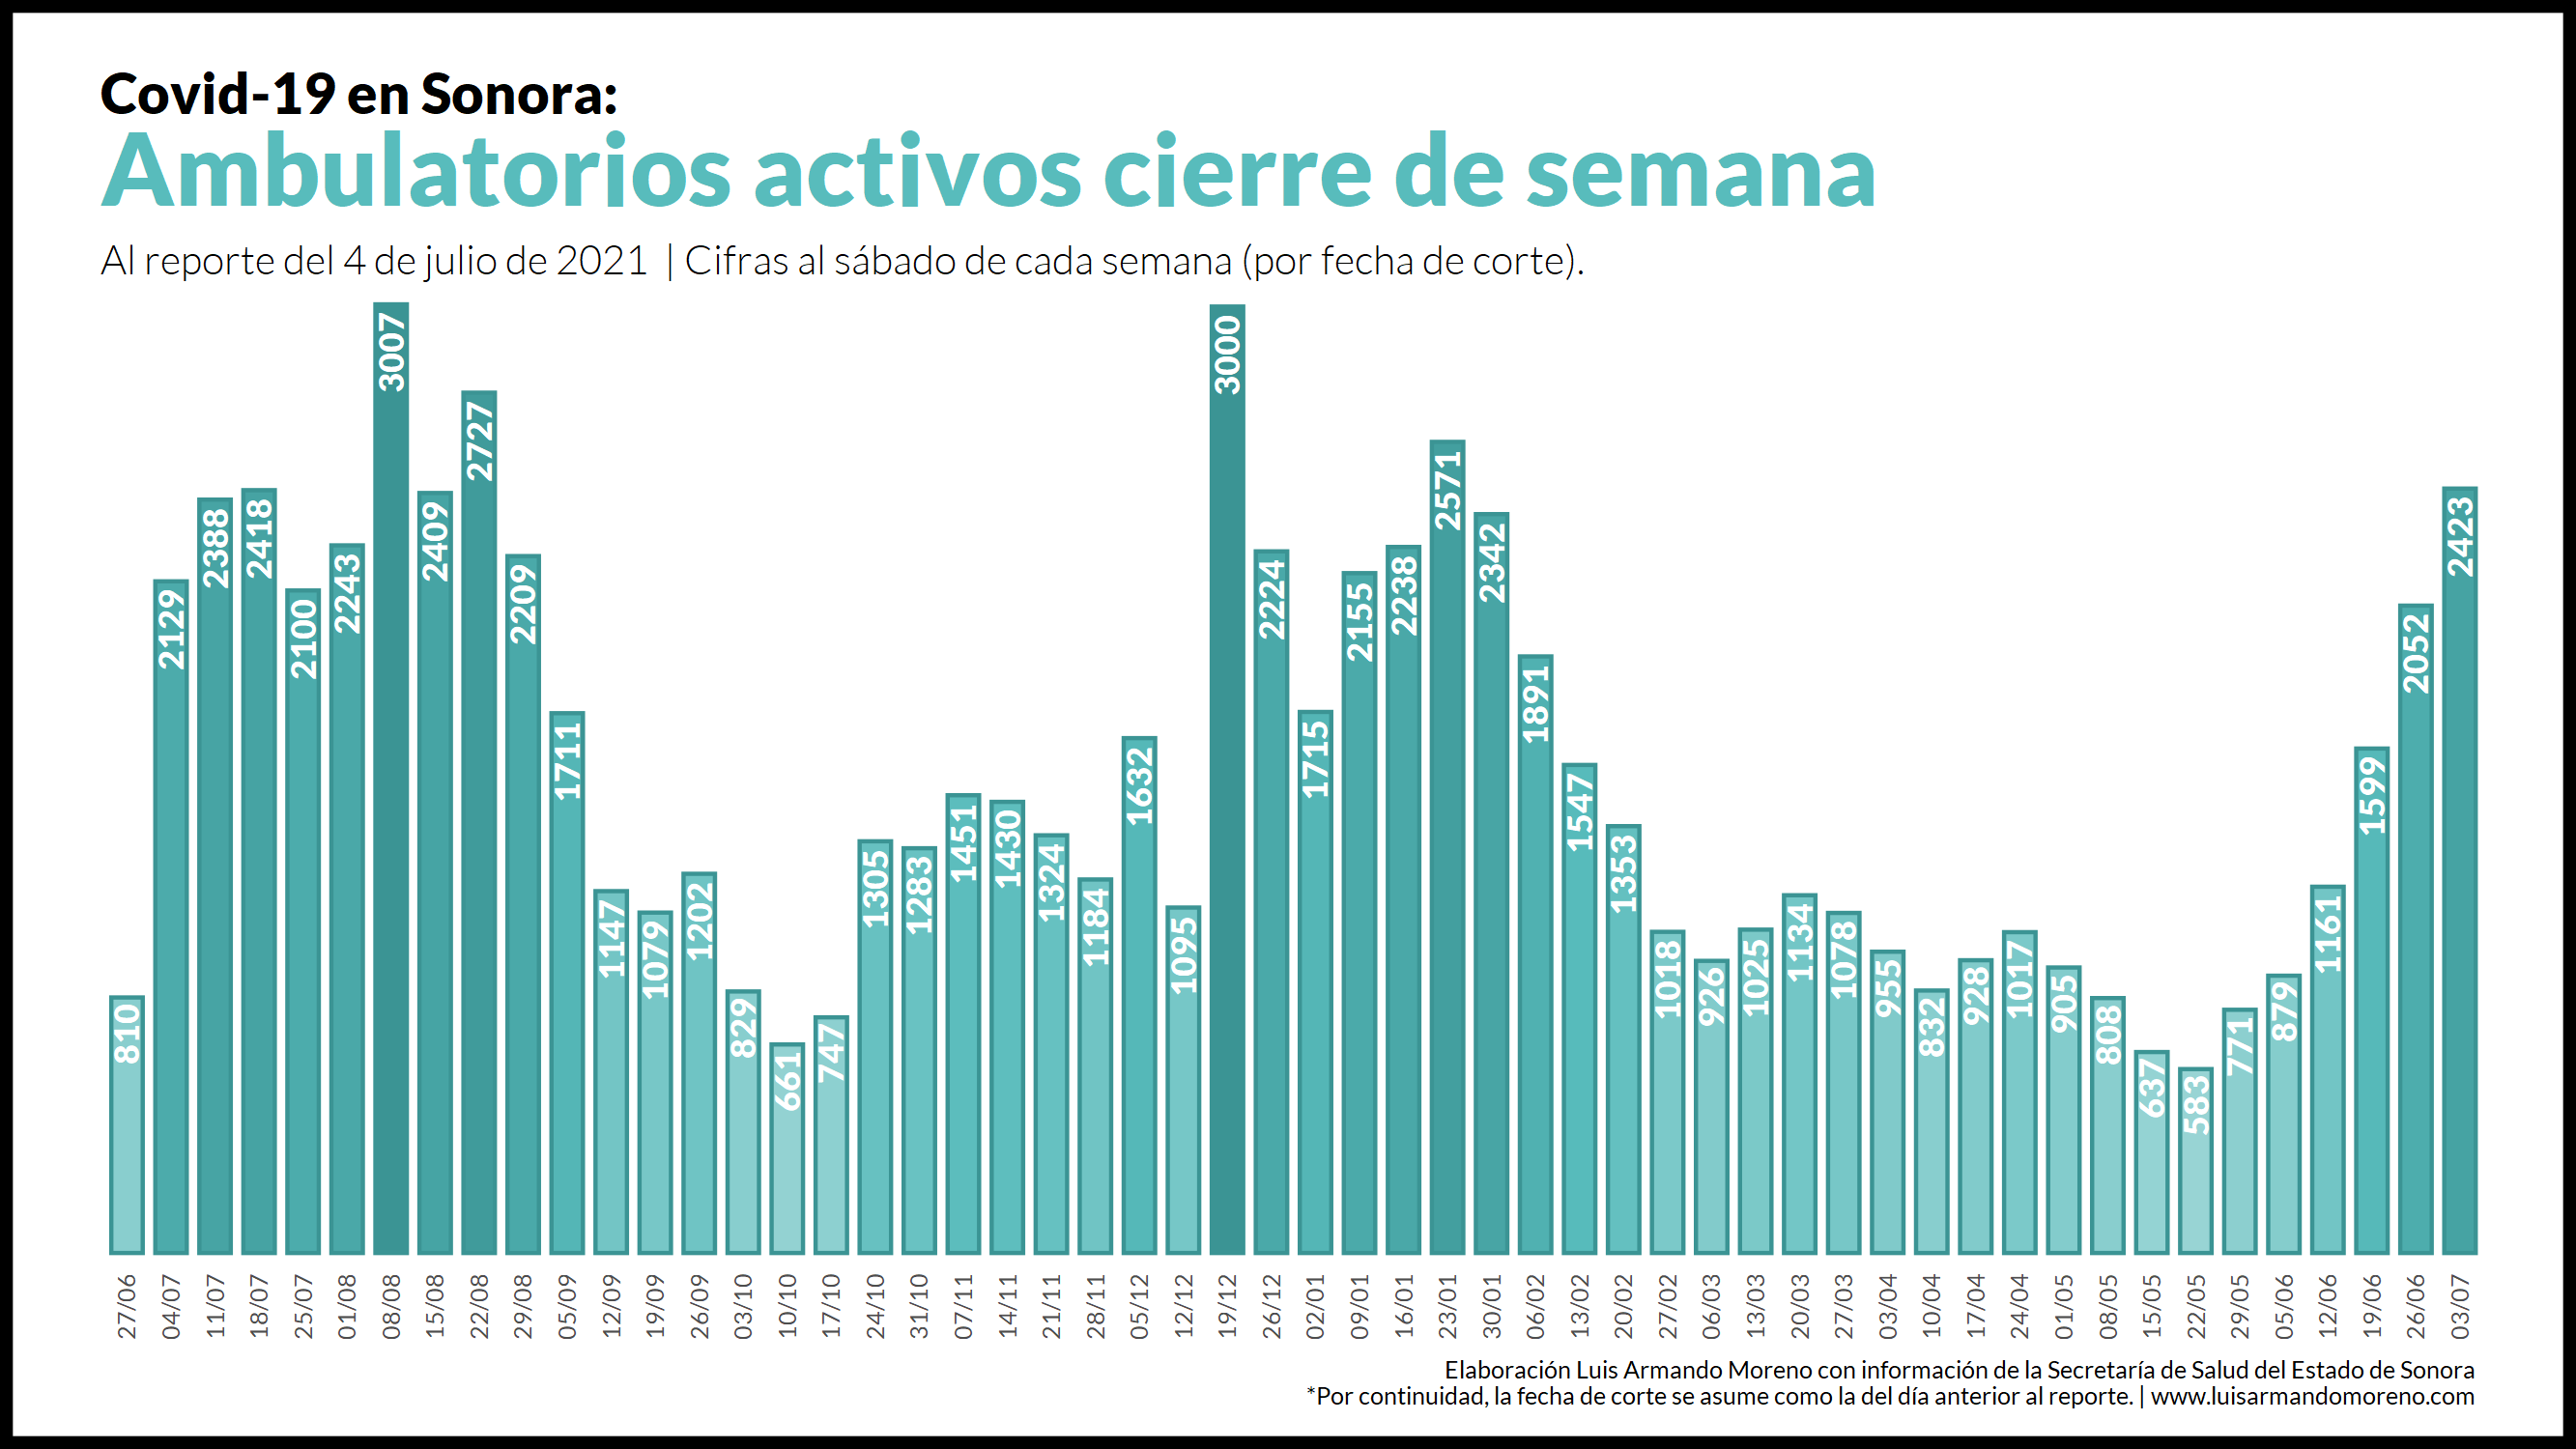 Covid-19 en Sonora:
Ambulatorios activos cierre de semana
Al reporte del 4 de julio de 2021 | Cifras al sábado de cada semana (por fecha de corte).
810 2129 2388 2418 2100 2243 3007 2409 2727 2209 1711 1147 1079 1202 829 661 747 1305 1283 1451 1430 1324 1184 1632 1095 3000 2224 1715 2155 2238 2571 2342 1891 1547 1353 1018 926 1025 1134 1078 955 832 928 1017 905 808 637 583 771 879 1161 1599 2052 2423
27/06 04/07 11/07 18/07 25/07 01/08 08/08 15/08 22/08 29/08 05/09 12/09 19/09 26/09 03/10 10/10 17/10 24/10 31/10 07/11 14/11 21/11 28/11 05/12 12/12 19/12 26/12 02/01 09/01 16/01 23/01 30/01 06/02 13/02 20/02 27/02 06/03 13/03 20/03 27/03 03/04 10/04 17/04 24/04 01/05 08/05 15/05 22/05 29/05 05/06 12/06 19/06 26/06 03/07
Elaboración Luis Armando Moreno con información de la Secretaría de Salud del Estado de Sonora
*Por continuidad, la fecha de corte se asume como la del día anterior al reporte. | www.luisarmandomoreno.com